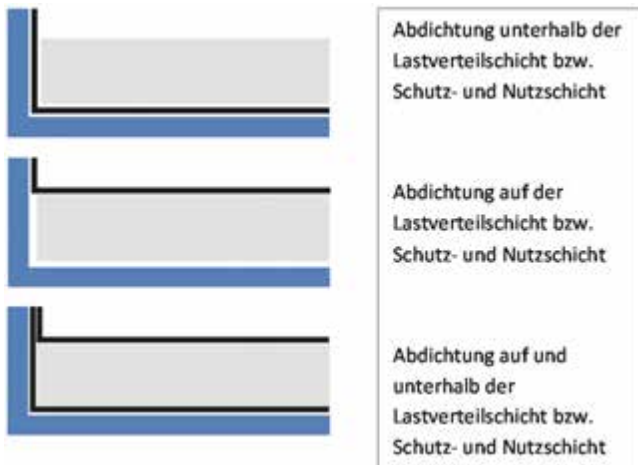 Abdichtung unterhalb der
Lastverteilschicht bzw.
Schutz- und Nutzschicht
Abdichtung auf der
Lastverteilschicht bzw.
Schutz- und Nutzschicht
Abdichtung auf und
unterhalb der
Lastverteilschicht bzw.
Schutz- und Nutzschicht